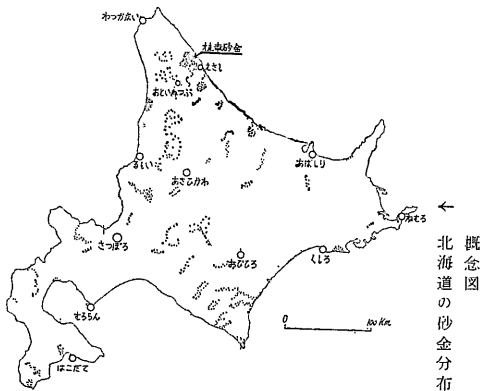 わっかない
枝幸砂金
えさし
おといねっぷ
るもい
あさひかわ
あばしり
ねむろ
さっぽろ
おびひろ
くしろ
むろらん
はこだて
0 100 Km.
概念図
北海道の砂金分布
←